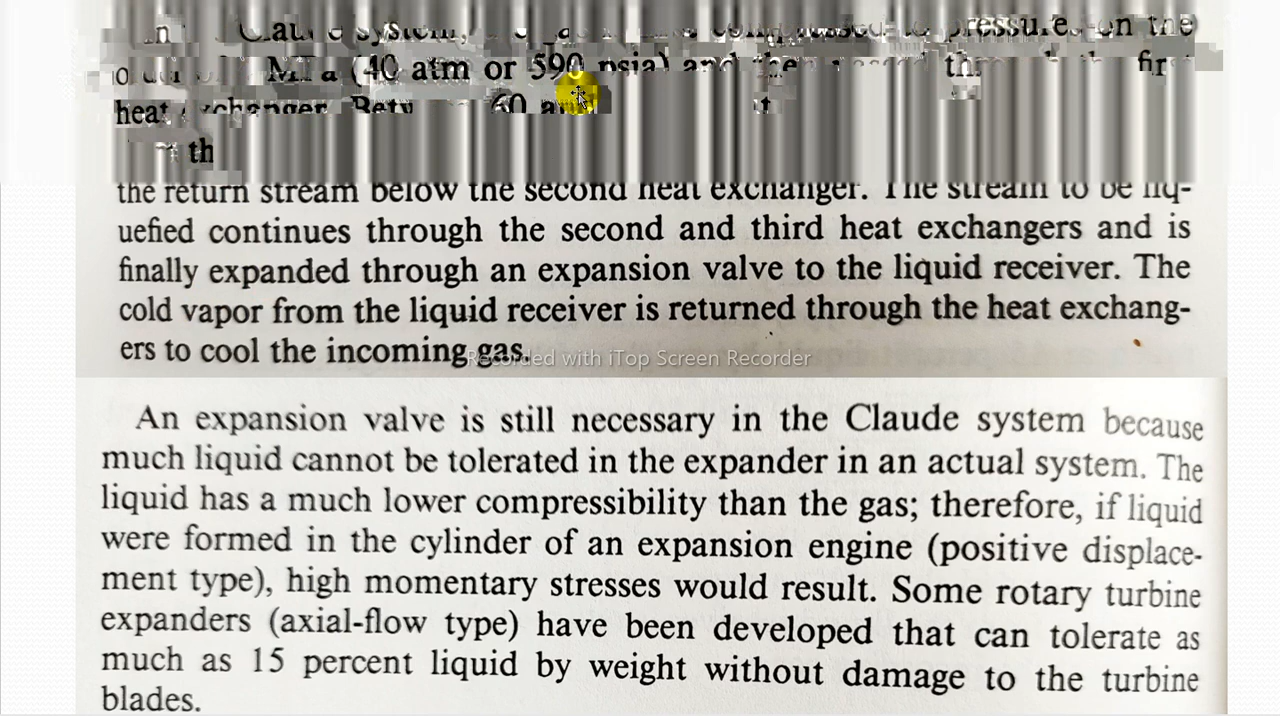 pressure on the
(40 atm or 590 psia) and
heat
th
the return stream below the second heat exchanger. The stream to be liq-
uefied continues through the second and third heat exchangers and is
finally expanded through an expansion valve to the liquid receiver. The
cold vapor from the liquid receiver is returned through the heat exchang-
ers to cool the incoming gas.
Recorded with iTop Screen Recorder
An expansion valve is still necessary in the Claude system because
much liquid cannot be tolerated in the expander in an actual system. The
liquid has a much lower compressibility than the gas; therefore, if liquid
were formed in the cylinder of an expansion engine (positive displace-
ment type), high momentary stresses would result. Some rotary turbine
expanders (axial-flow type) have been developed that can tolerate as
much as 15 percent liquid by weight without damage to the turbine
blades.